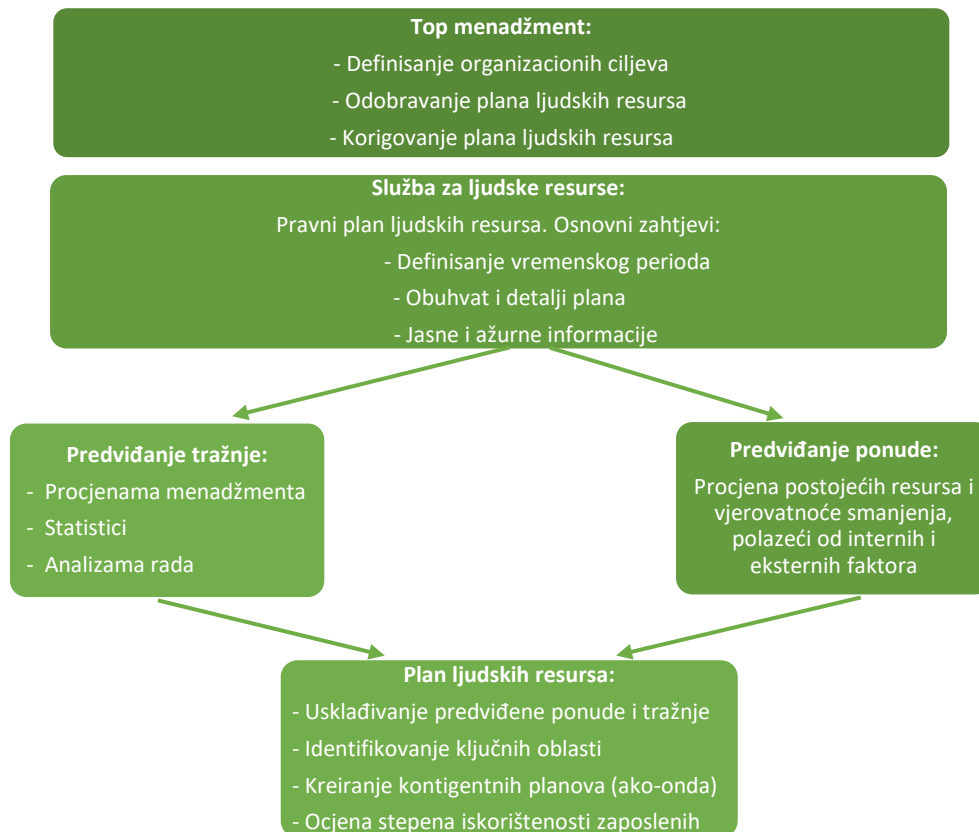 Top menadžment:
- Definisanje organizacionih ciljeva
- Odobravanje plana ljudskih resursa
- Korigovanje plana ljudskih resursa
Služba za ljudske resurse:
Pravni plan ljudskih resursa. Osnovni zahtjevi:
- Definisanje vremenskog perioda
- Obuhvat i detalji plana
- Jasne i ažurne informacije
Predviđanje tražnje:
- Procjenama menadžmenta
- Statistici
- Analizama rada
Predviđanje ponude:
Procjena postojećih resursa i
vjerovatnoće smanjenja,
polazeći od internih i
eksternih faktora
Plan ljudskih resursa:
- Usklađivanje predviđene ponude i tražnje
- Identifikovanje ključnih oblasti
- Kreiranje kontigentnih planova (ako-onda)
- Ocjena stepena iskorištenosti zaposlenih